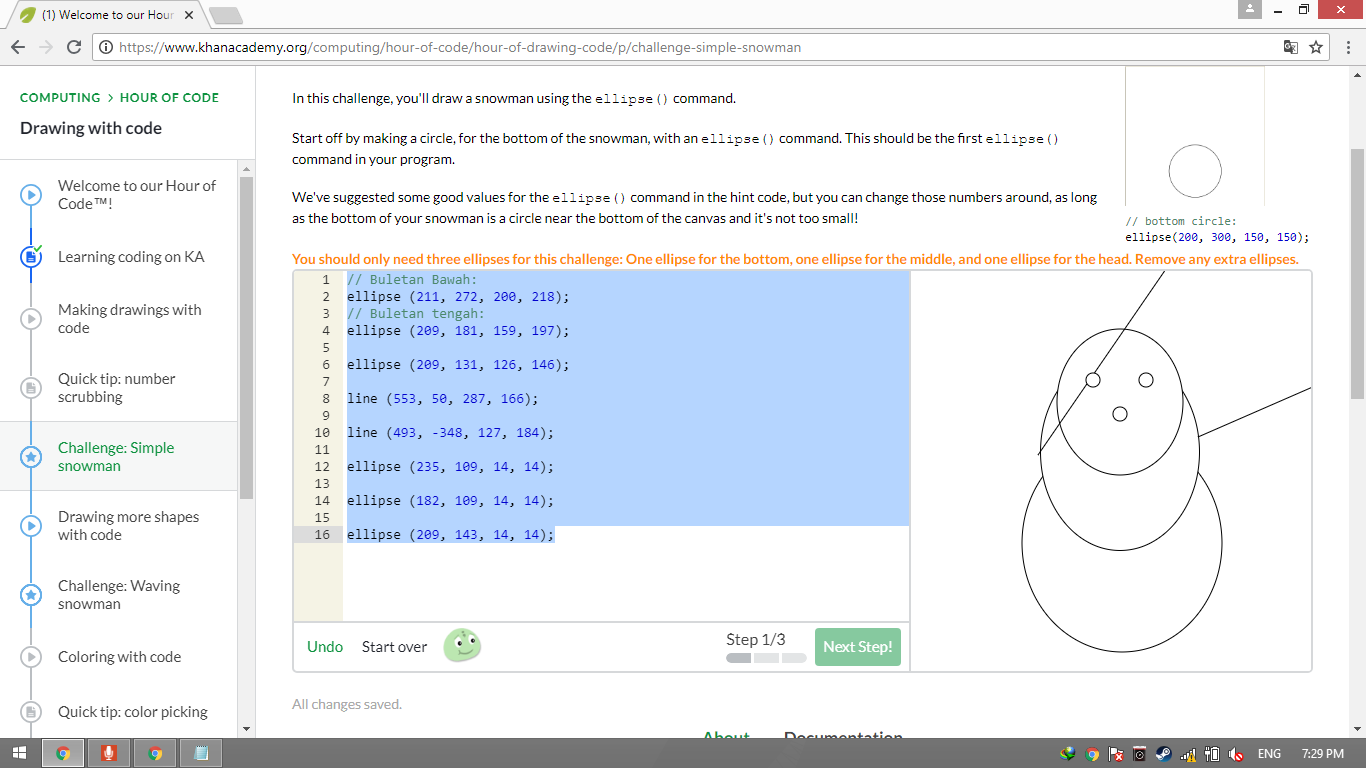 (1) Welcome to our Hour
https://www.khanacademy.org/computing/hour-of-code/hour-of-drawing-code/p/challenge-simple-snowman
COMPUTING > HOUR OF CODE
Drawing with code
Welcome to our Hour of
Code™!
Learning coding on KA
Making drawings with
code
Quick tip: number
scrubbing
Challenge: Simple
snowman
Drawing more shapes
with code
Challenge: Waving
snowman
Coloring with code
Quick tip: color picking
In this challenge, you'll draw a snowman using the ellipse() command.
Start off by making a circle, for the bottom of the snowman, with an ellipse() command. This should be the first ellipse()
command in your program.
We've suggested some good values for the ellipse() command in the hint code, but you can change those numbers around, as long
as the bottom of your snowman is a circle near the bottom of the canvas and it's not too small!
// bottom circle:
ellipse(200, 300, 150, 150);
You should only need three ellipses for this challenge: One ellipse for the bottom, one ellipse for the middle, and one ellipse for the head. Remove any extra ellipses.
1 // Buletan Bawah:
2 ellipse (211, 272, 200, 218);
3 // Buletan tengah:
4 ellipse (209, 181, 159, 197);
5
6 ellipse (209, 131, 126, 146);
7
8 line (553, 50, 287, 166);
9
10 line (493, -348, 127, 184);
11
12 ellipse (235, 109, 14, 14);
13
14 ellipse (182, 109, 14, 14);
15
16 ellipse (209, 143, 14, 14);
Undo Start over
Step 1/3
Next Step!
All changes saved.
About Documentation
ENG 7:29 PM